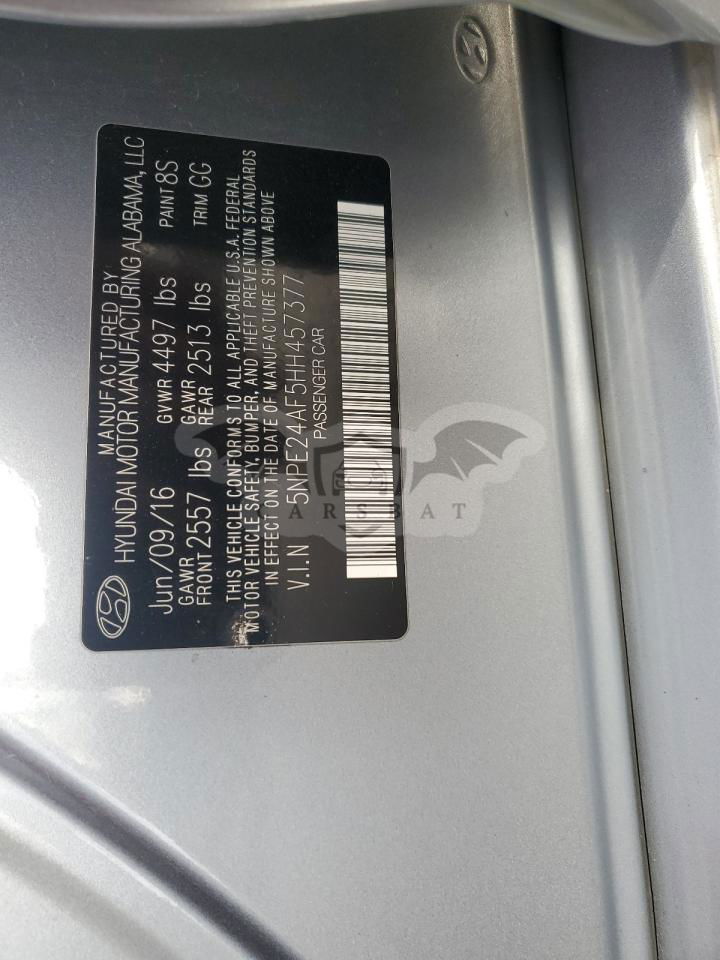 MANUFACTURED BY
HYUNDAI MOTOR MANUFACTURING ALABAMA, LLC
Jun/09/16 GVWR 4497 lbs PAINT 8S
GAWR FRONT 2557 lbs GAWR REAR 2513 lbs TRIM GG
THIS VEHICLE CONFORMS TO ALL APPLICABLE U.S.A. FEDERAL
MOTOR VEHICLE SAFETY, BUMPER, AND THEFT PREVENTION STANDARDS
IN EFFECT ON THE DATE OF MANUFACTURE SHOWN ABOVE
V.I.N 5NPE24AF5HH457377
PASSENGER CAR
CARSBAT